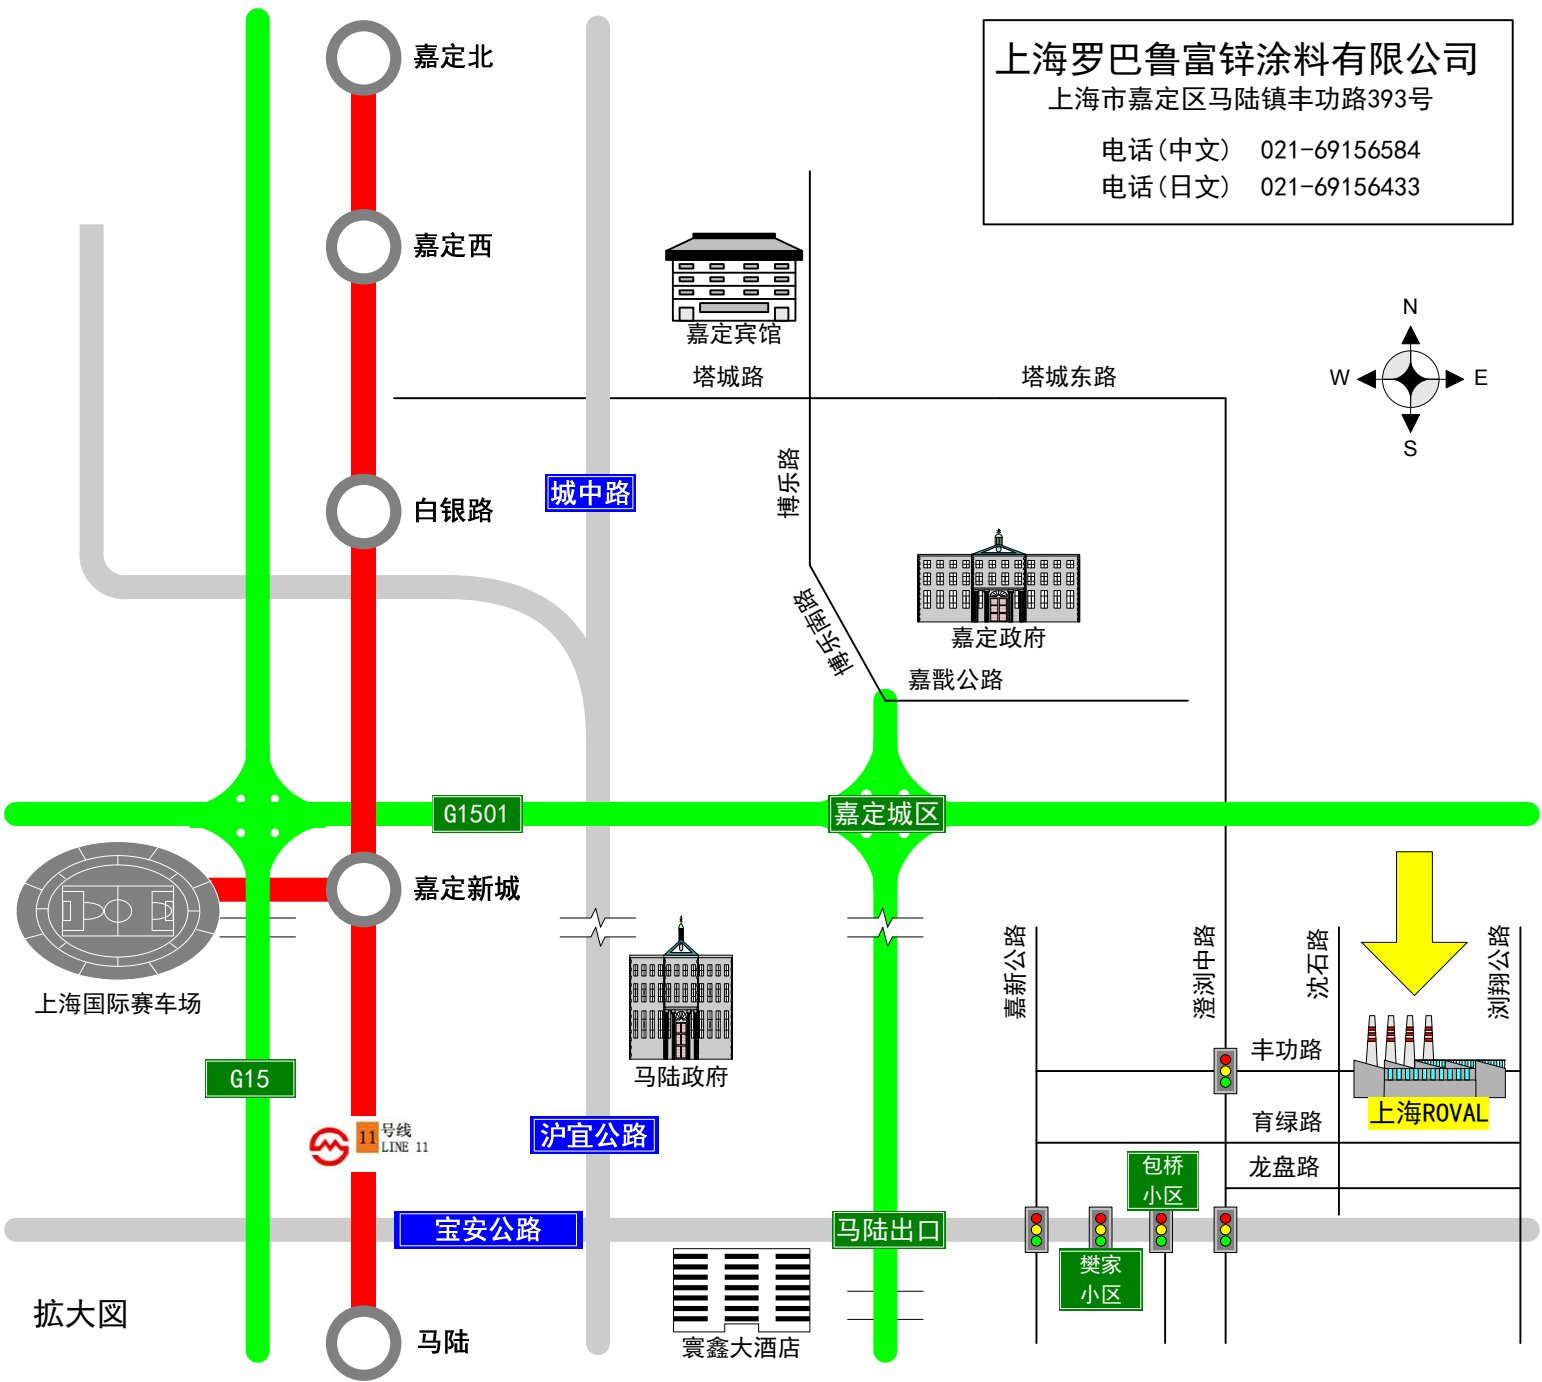 嘉定北
上海罗巴鲁富锌涂料有限公司
上海市嘉定区马陆镇丰功路393号
电话(中文) 021-69156584
电话(日文) 021-69156433
嘉定西
嘉定宾馆
N
W
E
S
塔城路
塔城东路
博乐路
城中路
白银路
博乐南路
嘉定政府
嘉戬公路
G1501
嘉定城区
嘉定新城
上海国际赛车场
嘉新公路
澄浏中路
沈石路
浏翔公路
马陆政府
丰功路
G15
上海ROVAL
育绿路
11
号线
LINE 11
沪宜公路
包桥
小区
龙盘路
宝安公路
马陆出口
樊家
小区
拡大図
马陆
寰鑫大酒店